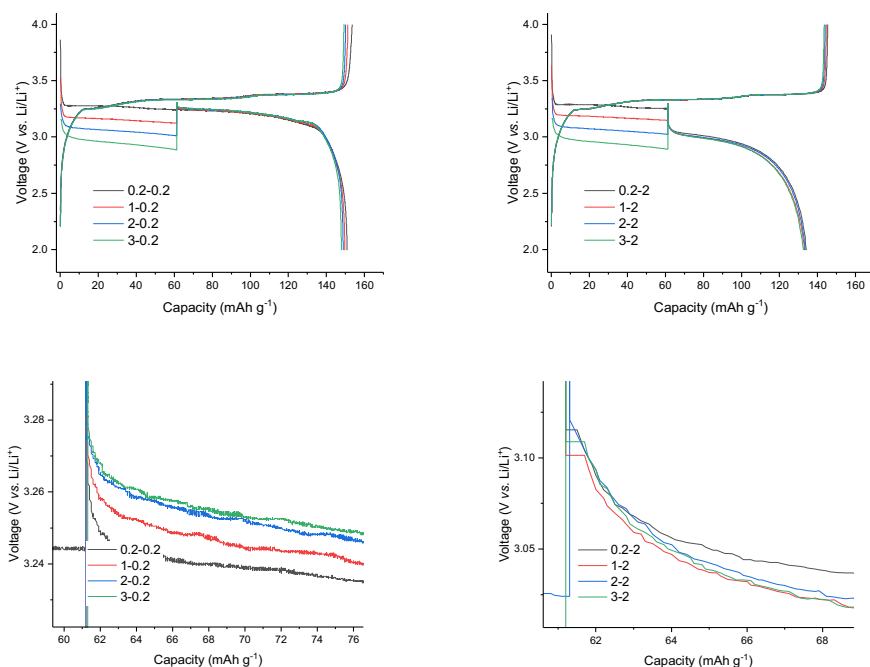 4.0
3.5
3.0
2.5
2.0
Voltage (V vs. Li/Li⁺)
0.2-0.2
1-0.2
2-0.2
3-0.2
0 20 40 60 80 100 120 140 160
Capacity (mAh g⁻¹)
4.0
3.5
3.0
2.5
2.0
Voltage (V vs. Li/Li⁺)
0.2-2
1-2
2-2
3-2
0 20 40 60 80 100 120 140 160
Capacity (mAh g⁻¹)
3.28
3.26
3.24
Voltage (V vs. Li/Li⁺)
0.2-0.2
1-0.2
2-0.2
3-0.2
60 62 64 66 68 70 72 74 76
Capacity (mAh g⁻¹)
3.10
3.05
Voltage (V vs. Li/Li⁺)
0.2-2
1-2
2-2
3-2
62 64 66 68
Capacity (mAh g⁻¹)